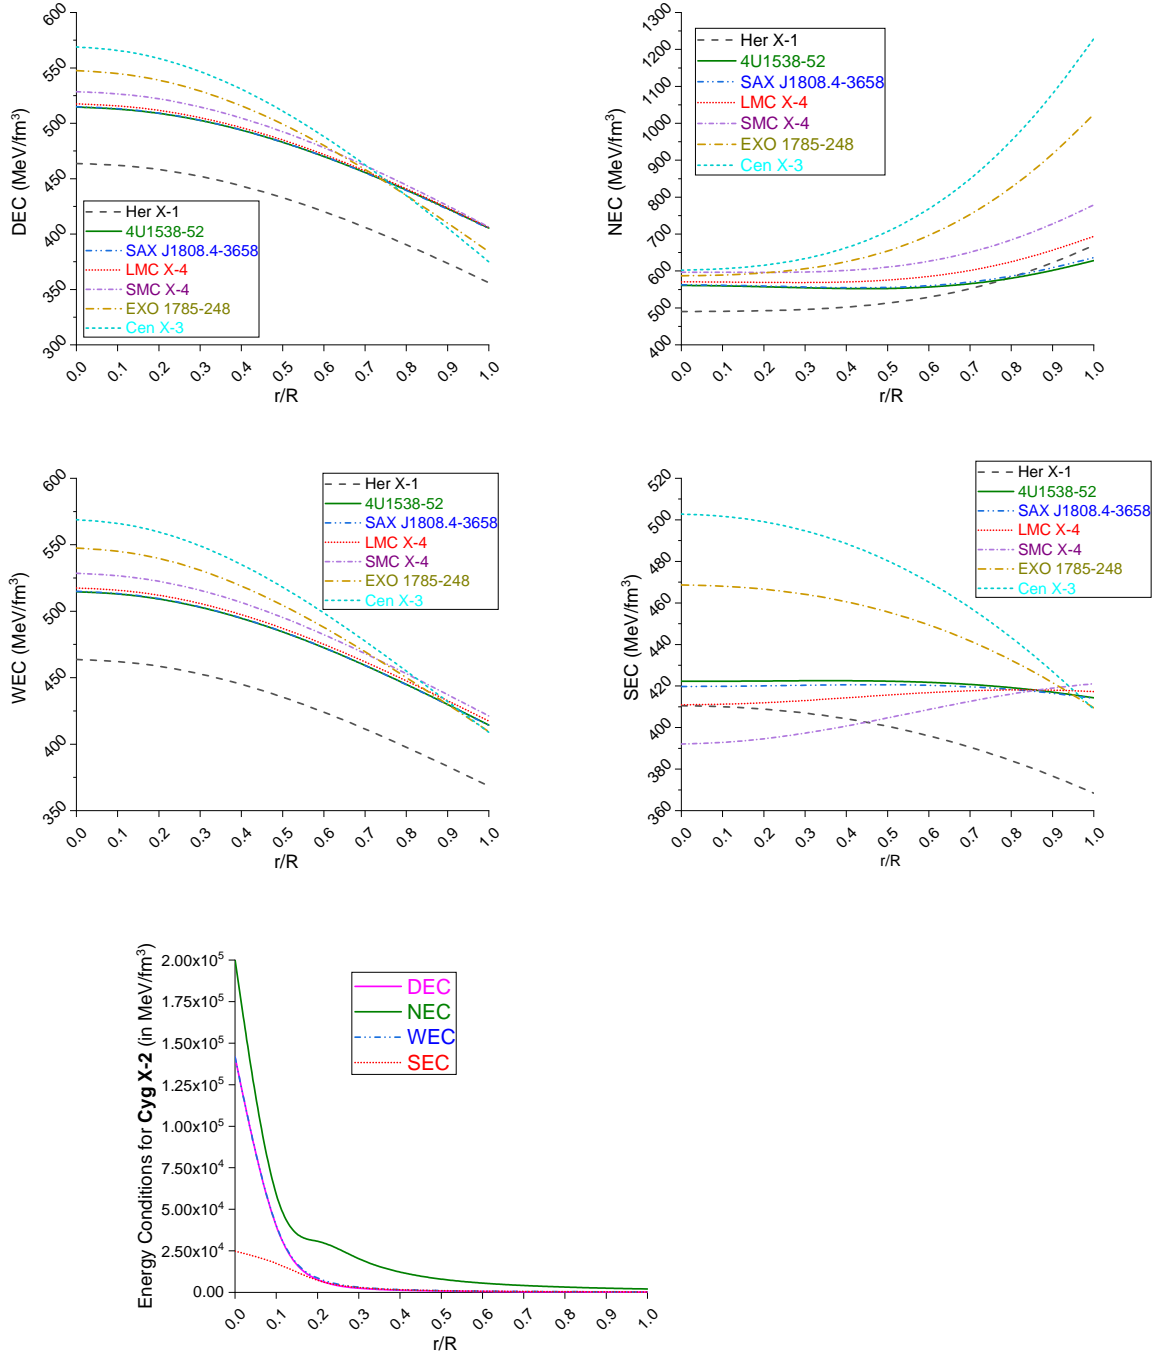 600
550
500
450
400
350
300
DEC (MeV/fm³)
Her X-1
4U1538-52
SAX J1808.4-3658
LMC X-4
SMC X-4
EXO 1785-248
Cen X-3
0.0 0.1 0.2 0.3 0.4 0.5 0.6 0.7 0.8 0.9 1.0
r/R
1300
1200
1100
1000
900
800
700
600
500
400
NEC (MeV/fm³)
Her X-1
4U1538-52
SAX J1808.4-3658
LMC X-4
SMC X-4
EXO 1785-248
Cen X-3
0.0 0.1 0.2 0.3 0.4 0.5 0.6 0.7 0.8 0.9 1.0
r/R
600
550
500
450
400
350
WEC (MeV/fm³)
Her X-1
4U1538-52
SAX J1808.4-3658
LMC X-4
SMC X-4
EXO 1785-248
Cen X-3
0.0 0.1 0.2 0.3 0.4 0.5 0.6 0.7 0.8 0.9 1.0
r/R
520
500
480
460
440
420
400
380
360
SEC (MeV/fm³)
Her X-1
4U1538-52
SAX J1808.4-3658
LMC X-4
SMC X-4
EXO 1785-248
Cen X-3
0.0 0.1 0.2 0.3 0.4 0.5 0.6 0.7 0.8 0.9 1.0
r/R
Energy Conditions for Cyg X-2 (in MeV/fm³)
2.00x10⁵
1.75x10⁵
1.50x10⁵
1.25x10⁵
1.00x10⁵
7.50x10⁴
5.00x10⁴
2.50x10⁴
0.00
DEC
NEC
WEC
SEC
0.0 0.1 0.2 0.3 0.4 0.5 0.6 0.7 0.8 0.9 1.0
r/R